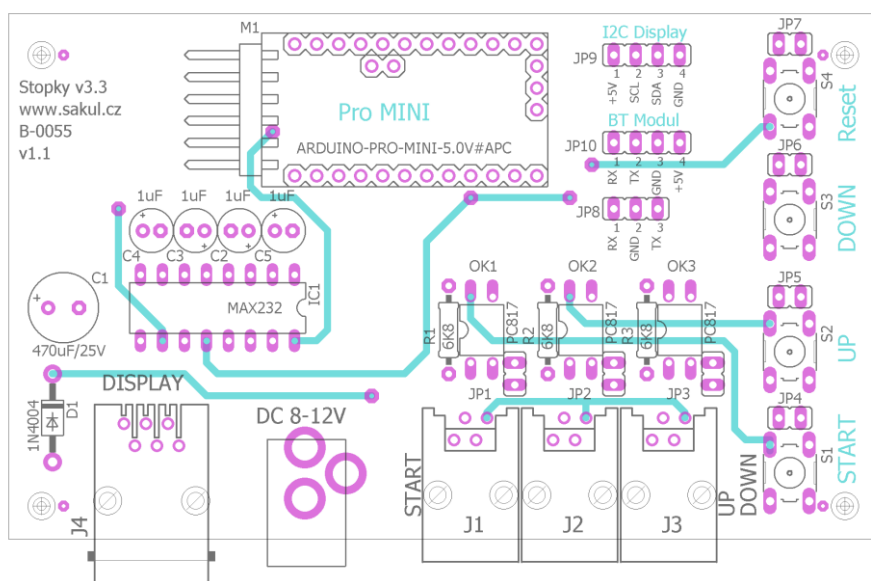 M1
I2C Display
JP7
JP9
1 2 3 4
+5V SCL SDA GND
S4
Reset
Stopky v3.3
www.sakul.cz
B-0055
v1.1
Pro MINI
ARDUINO-PRO-MINI-5.0V#APC
BT Modul
JP10
1 2 3 4
RX TX GND +5V
JP6
S3
DOWN
1uF 1uF 1uF 1uF
+ + + +
C4 C3 C2 C5
JP8
1 2 3
RX GND TX
OK1 OK2 OK3
JP5
C1
+
470uF/25V
MAX232
IC1
R1 6K8 PC817
R2 6K8 PC817
R3 6K8 PC817
S2
UP
DISPLAY
DC 8-12V
JP1 JP2 JP3
JP4
1N4004
D1
START
UP
DOWN
S1
START
J4
J1 J2 J3